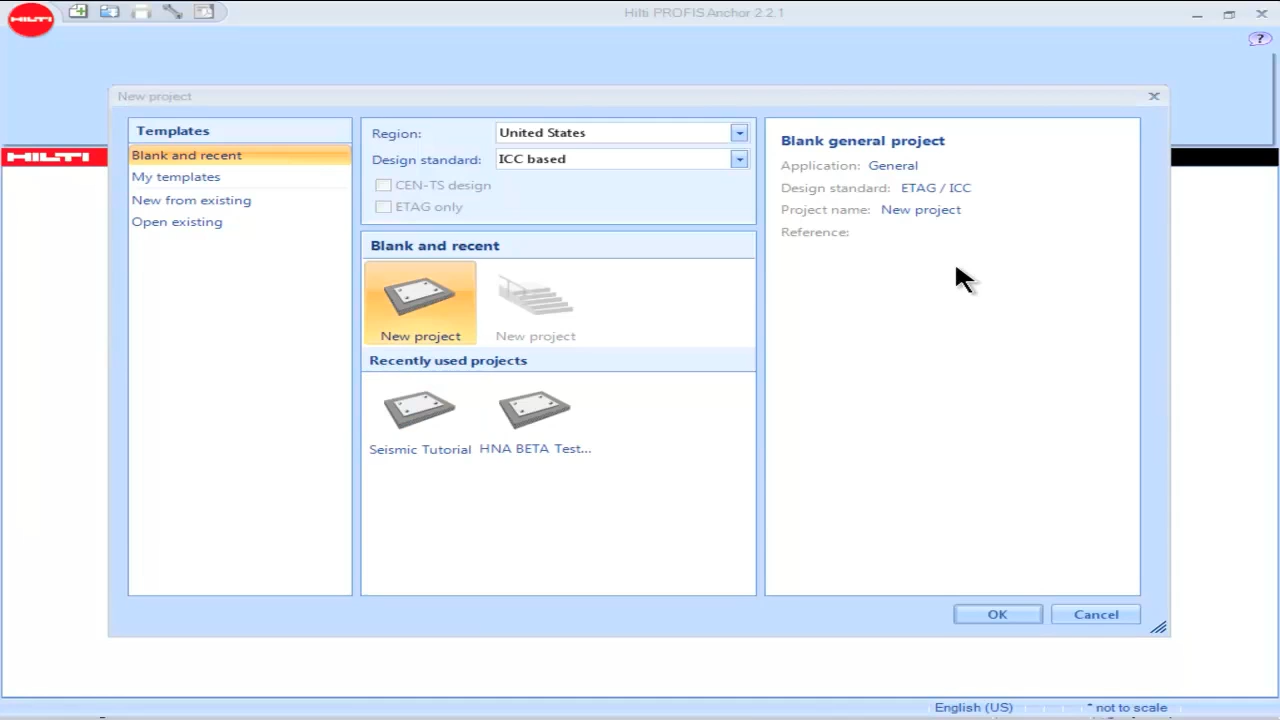 HILTI
Hilti PROFIS Anchor 2.2.1
?
New project
HILTI
Templates
Blank and recent
My templates
New from existing
Open existing
Region:
United States
Design standard:
ICC based
CEN-TS design
ETAG only
Blank and recent
New project
New project
Recently used projects
Seismic Tutorial
HNA BETA Test...
Blank general project
Application: General
Design standard: ETAG / ICC
Project name: New project
Reference:
OK
Cancel
English (US)
* not to scale